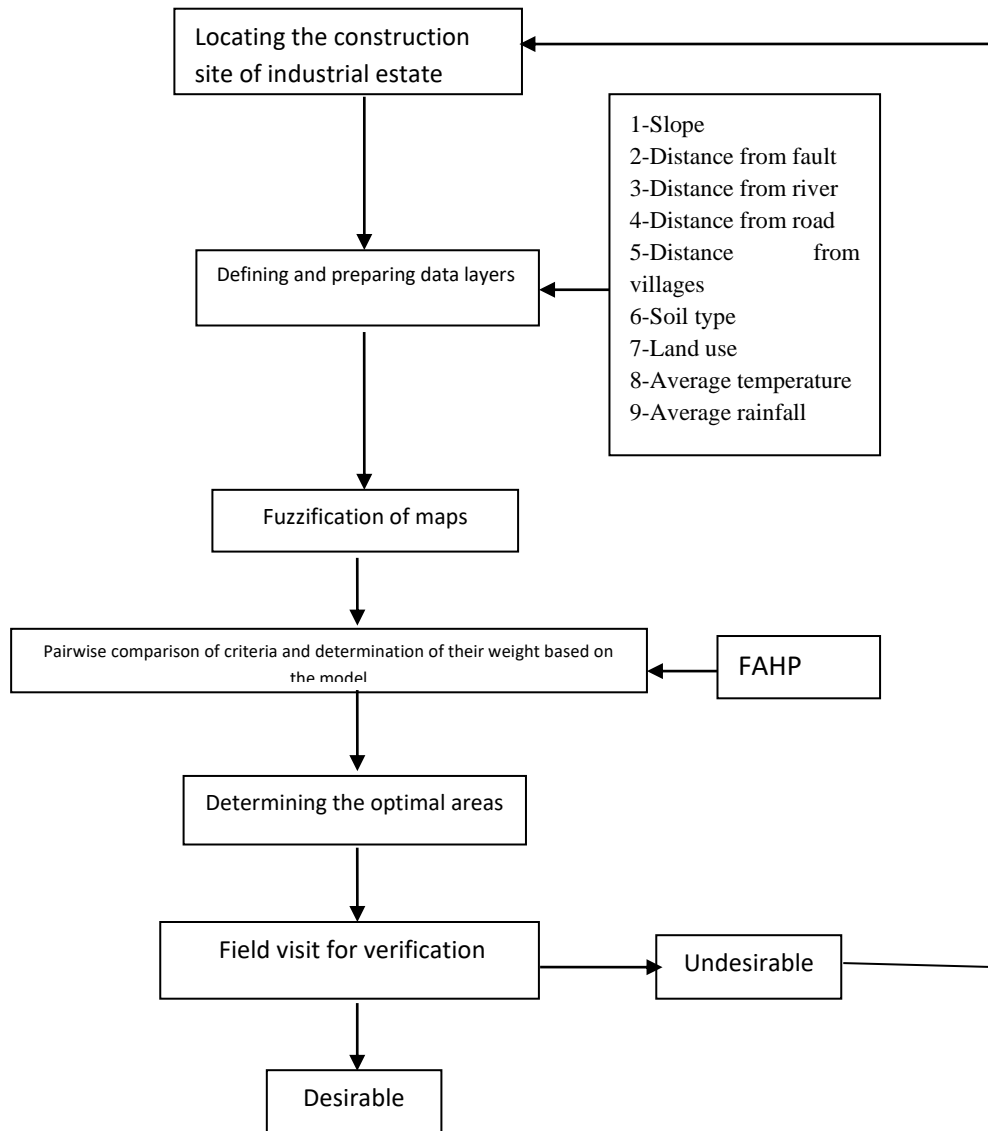 Locating the construction
site of industrial estate
1-Slope
2-Distance from fault
3-Distance from river
4-Distance from road
5-Distance from
villages
6-Soil type
7-Land use
8-Average temperature
9-Average rainfall
Defining and preparing data layers
Fuzzification of maps
Pairwise comparison of criteria and determination of their weight based on
the model
FAHP
Determining the optimal areas
Field visit for verification
Undesirable
Desirable